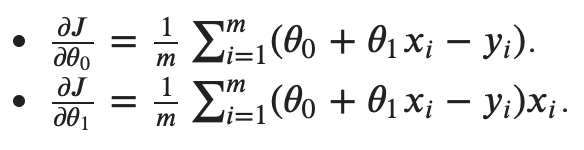 • ∂J/∂θ₀ = 1/m ∑ᵢ₌₁ᵐ (θ₀ + θ₁xᵢ − yᵢ).
• ∂J/∂θ₁ = 1/m ∑ᵢ₌₁ᵐ (θ₀ + θ₁xᵢ − yᵢ)xᵢ.